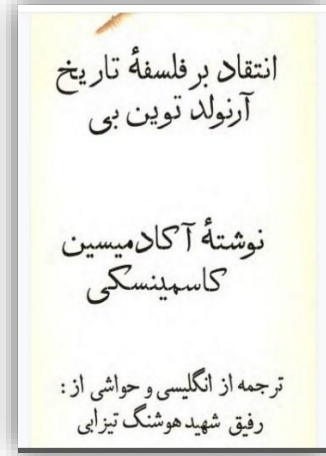 انتقاد بر فلسفهٔ تاریخ
آرنولد توین بی
نوشتهٔ آکادمیسین
کاسمینسکی
ترجمه از انگلیسی و حواشی از :
رفیق شهید هوشنگ تیزابی